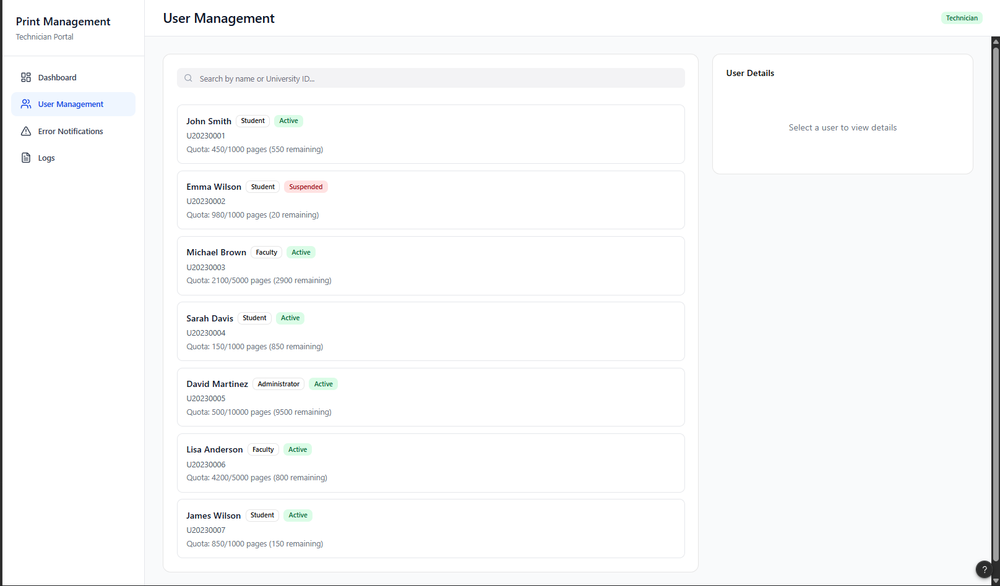 Print Management
Technician Portal
Dashboard
User Management
Error Notifications
Logs
User Management
Technician
Search by name or University ID...
John Smith Student Active
U20230001
Quota: 450/1000 pages (550 remaining)
Emma Wilson Student Suspended
U20230002
Quota: 980/1000 pages (20 remaining)
Michael Brown Faculty Active
U20230003
Quota: 2100/5000 pages (2900 remaining)
Sarah Davis Student Active
U20230004
Quota: 150/1000 pages (850 remaining)
David Martinez Administrator Active
U20230005
Quota: 500/10000 pages (9500 remaining)
Lisa Anderson Faculty Active
U20230006
Quota: 4200/5000 pages (800 remaining)
James Wilson Student Active
U20230007
Quota: 850/1000 pages (150 remaining)
User Details
Select a user to view details
?